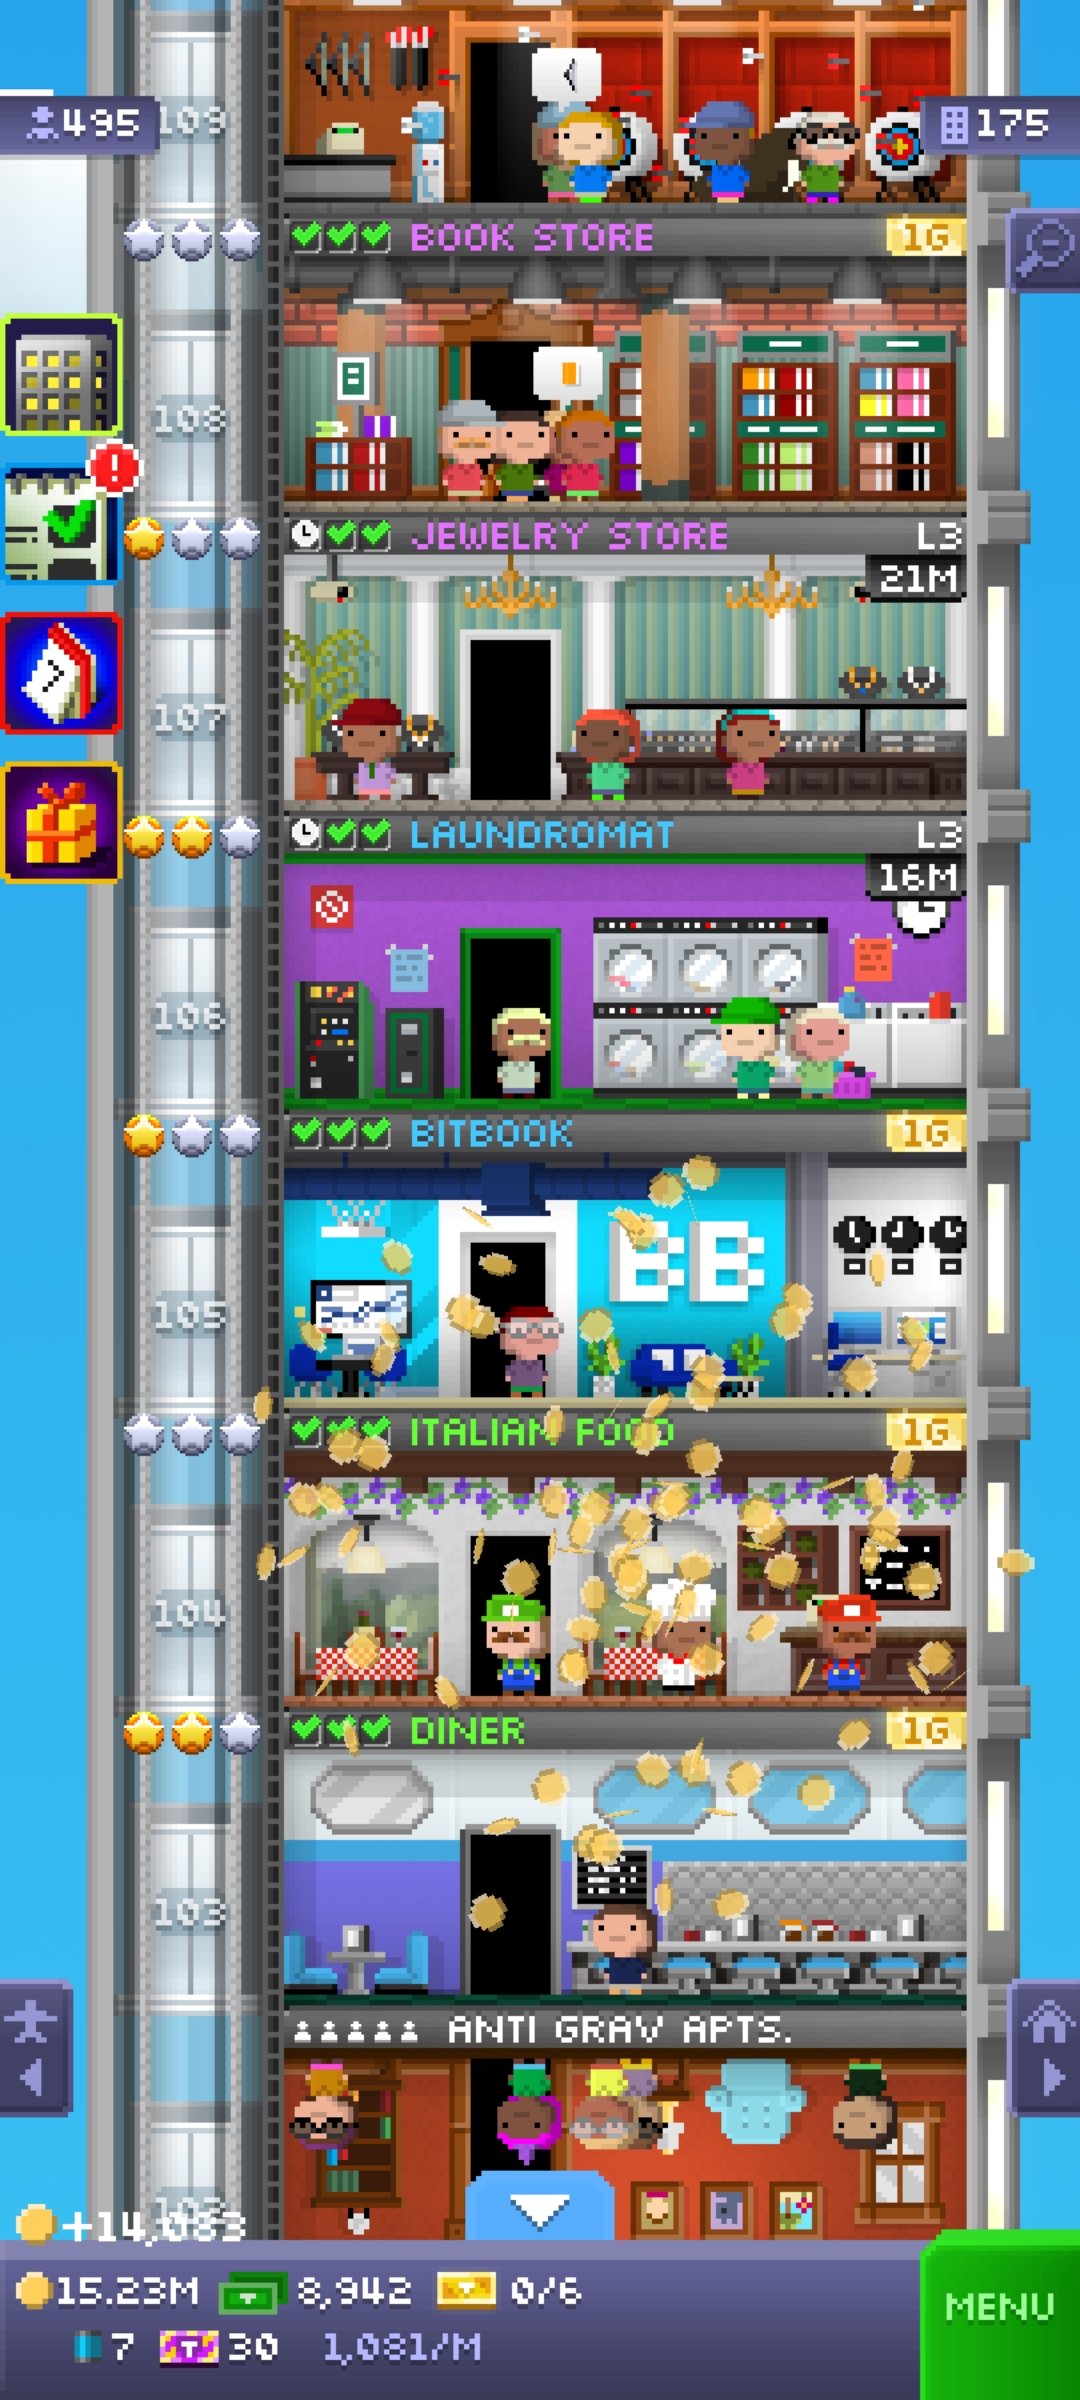 109
495
175
BOOK STORE
1G
108
JEWELRY STORE
L3
21M
107
LAUNDROMAT
L3
16M
106
BITBOOK
1G
BB
105
ITALIAN FOOD
1G
104
DINER
1G
103
ANTI GRAV APTS.
102
+14,083
15.23M 8,942 0/6
MENU
7 T 30 1,081/M